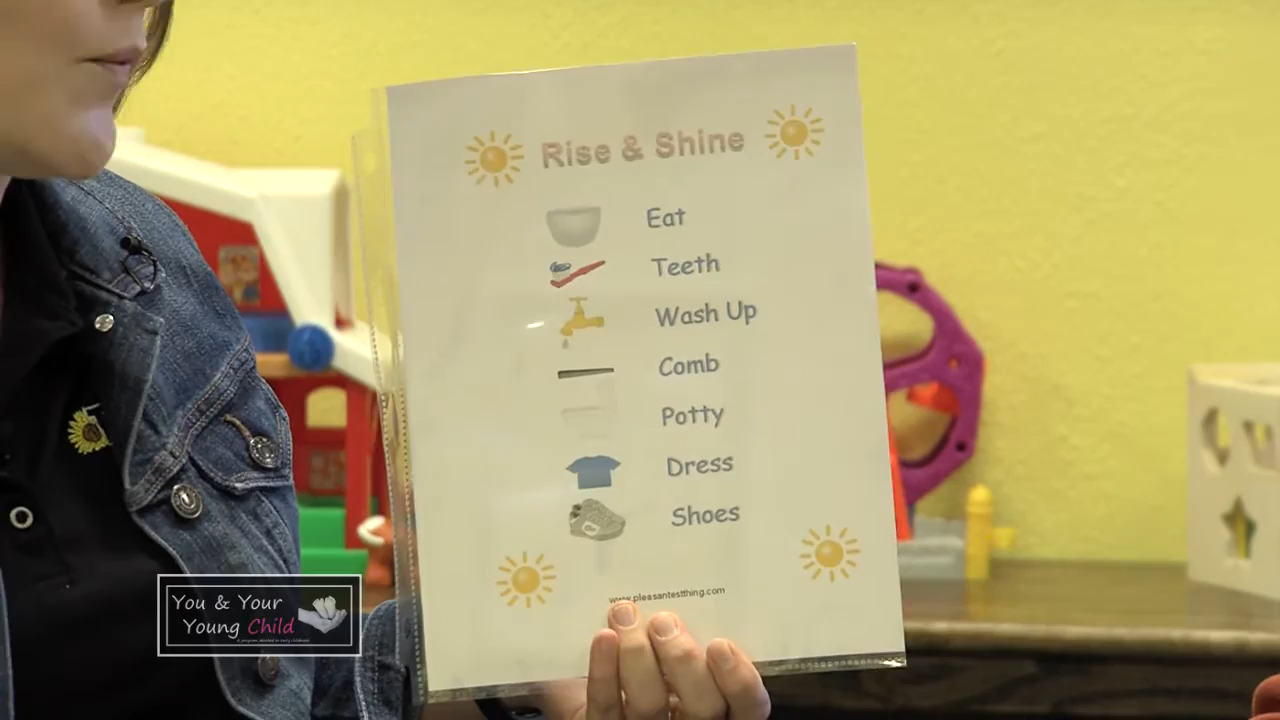 Rise & Shine
Eat
Teeth
Wash Up
Comb
Potty
Dress
Shoes
www.pleasantestthing.com
You & Your
Young Child